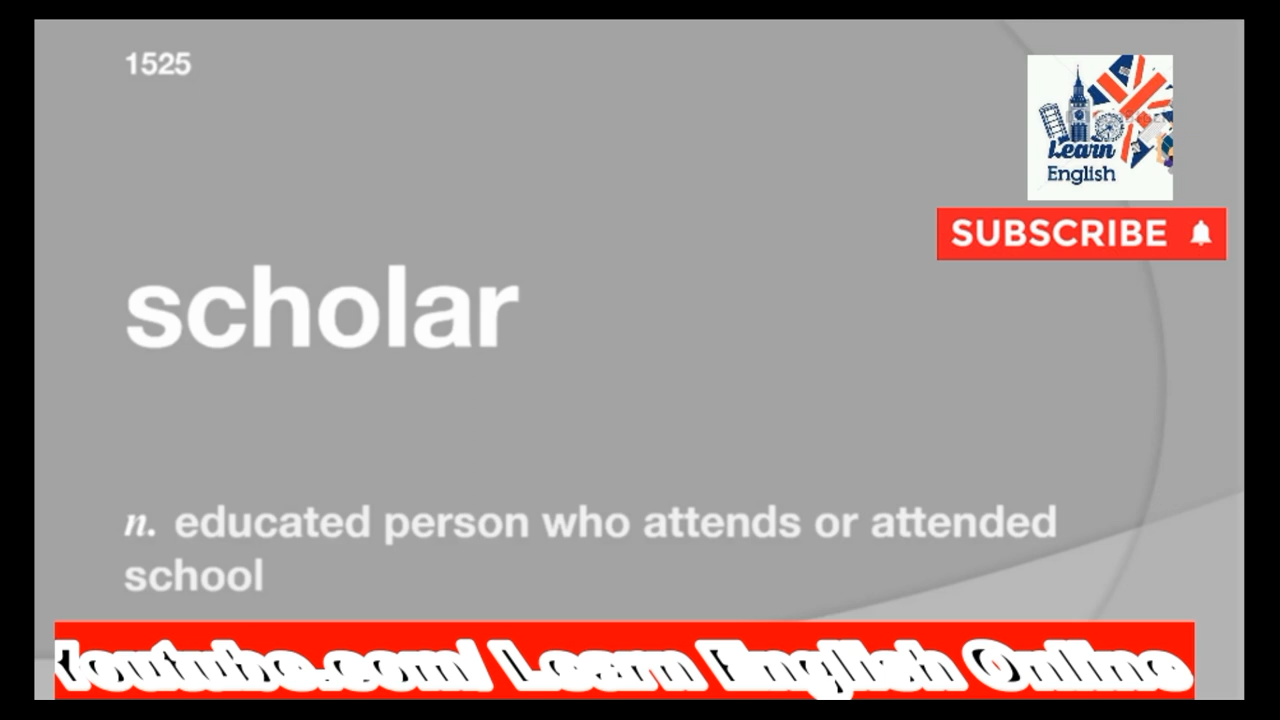 1525
Learn
English
SUBSCRIBE
scholar
n. educated person who attends or attended
school
Youtube.com/ Learn English Online